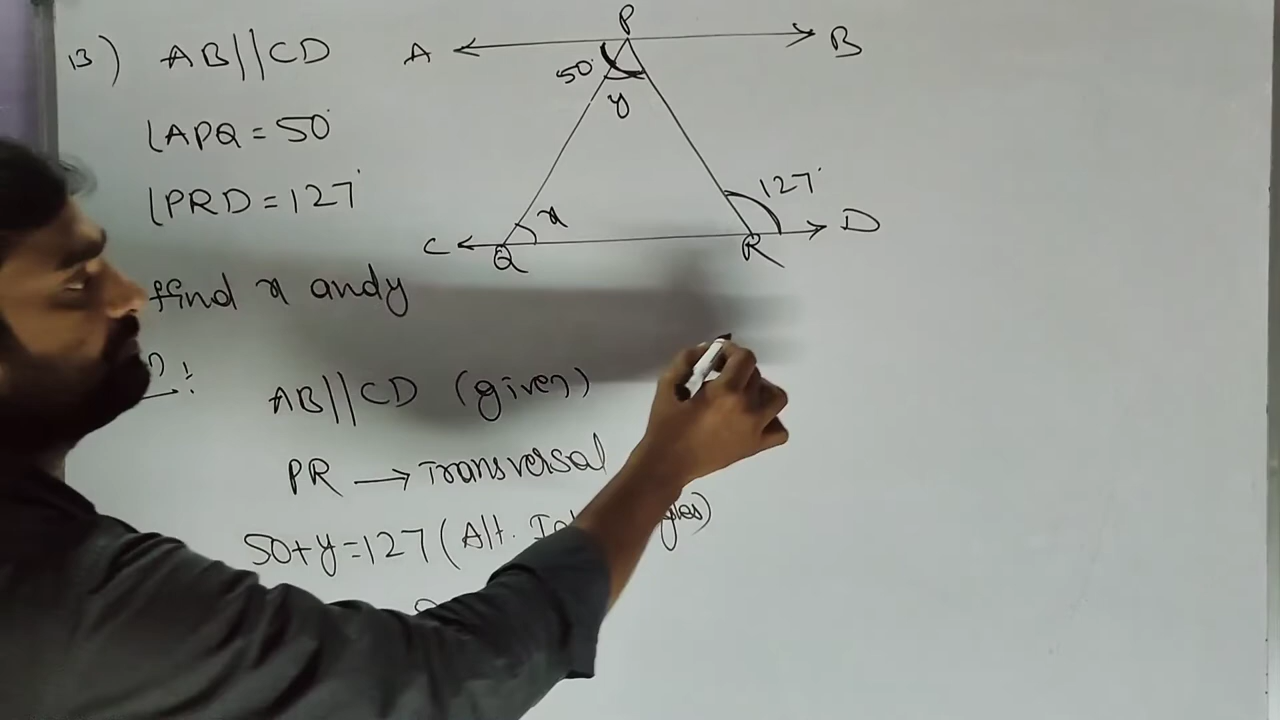 13) AB||CD
∟APQ = 50°
∟PRD = 127°
find x and y
A
P
B
50°
y
127°
x
C
Q
R
D
AB||CD (given)
PR → Transversal
50+y=127 (Alt.